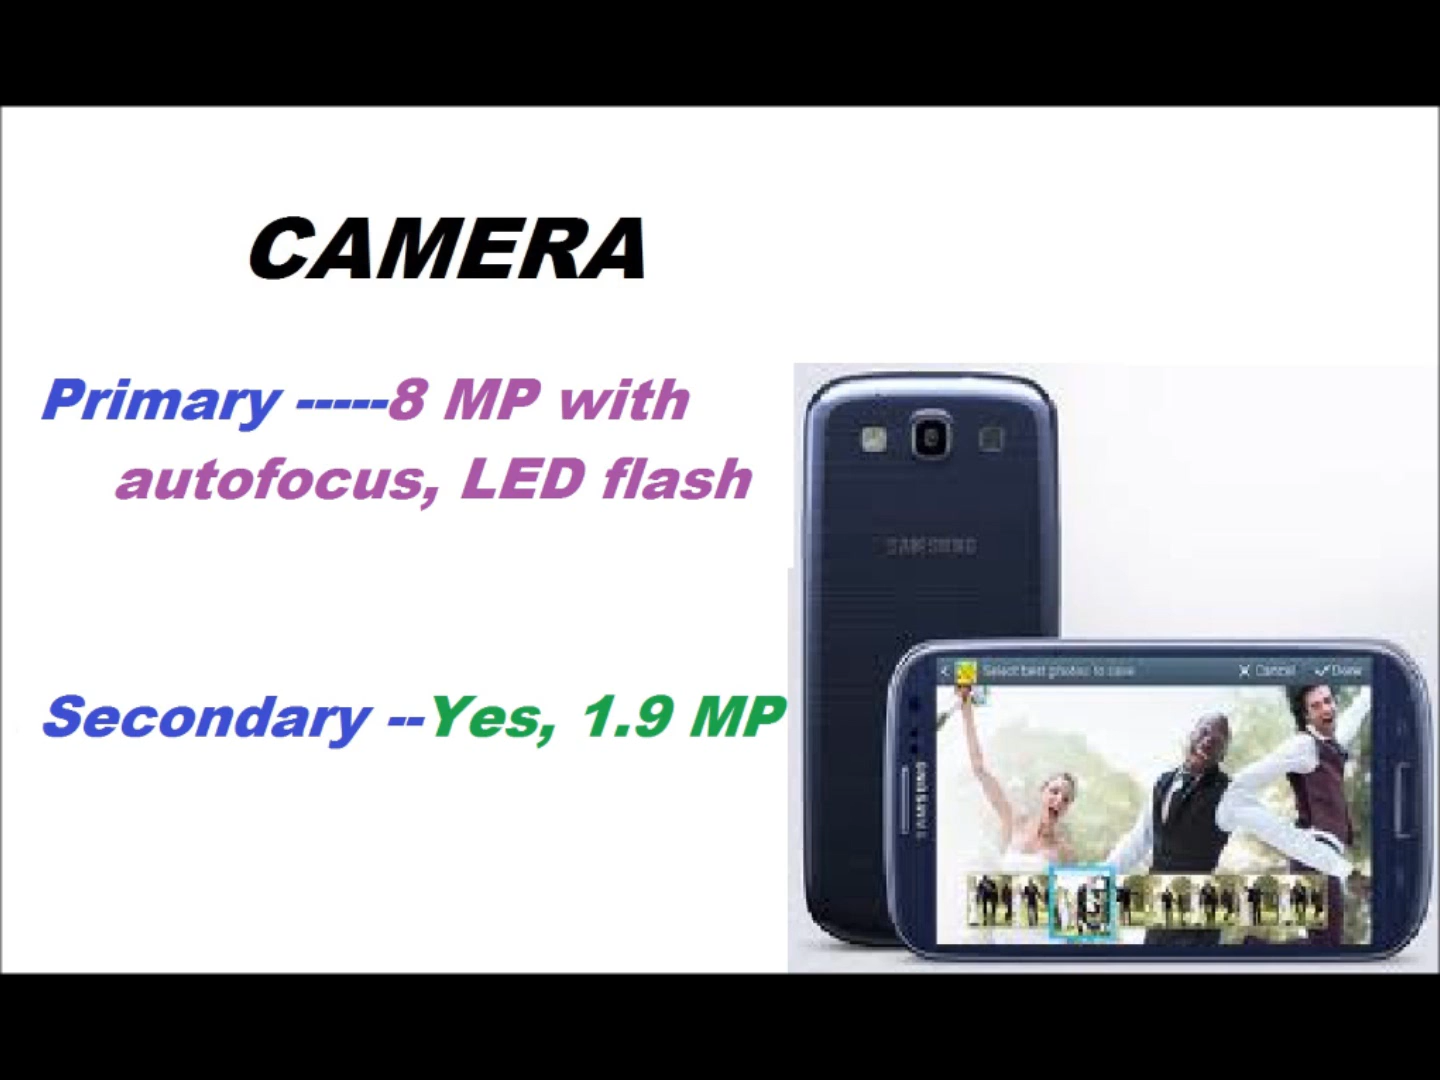 CAMERA
Primary -----8 MP with
autofocus, LED flash
Secondary --Yes, 1.9 MP
SAMSUNG
Select best photos to save
Cancel
Done
SAMSUNG